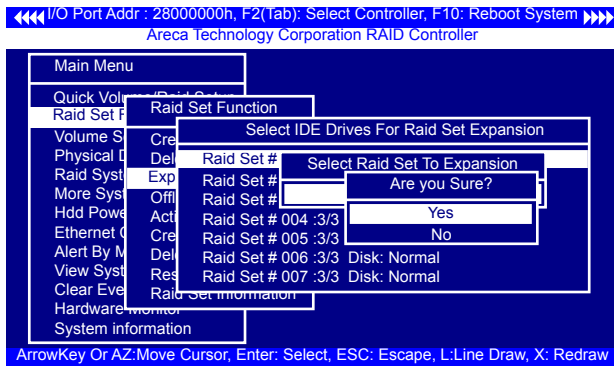 I/O Port Addr : 28000000h, F2(Tab): Select Controller, F10: Reboot System
Areca Technology Corporation RAID Controller
Main Menu
Quick Volume/Raid Setup
Raid Set F
Volume S
Physical D
Raid Syst
More Syst
Hdd Powe
Ethernet C
Alert By M
View Syst
Clear Eve
Hardware Monitor
System information
Raid Set Function
Cre
Del
Exp
Offl
Acti
Cre
Del
Res
Raid Set Information
Select IDE Drives For Raid Set Expansion
Raid Set #
Raid Set #
Raid Set #
Raid Set # 004 :3/3
Raid Set # 005 :3/3
Raid Set # 006 :3/3 Disk: Normal
Raid Set # 007 :3/3 Disk: Normal
Select Raid Set To Expansion
Are you Sure?
Yes
No
ArrowKey Or AZ:Move Cursor, Enter: Select, ESC: Escape, L:Line Draw, X: Redraw